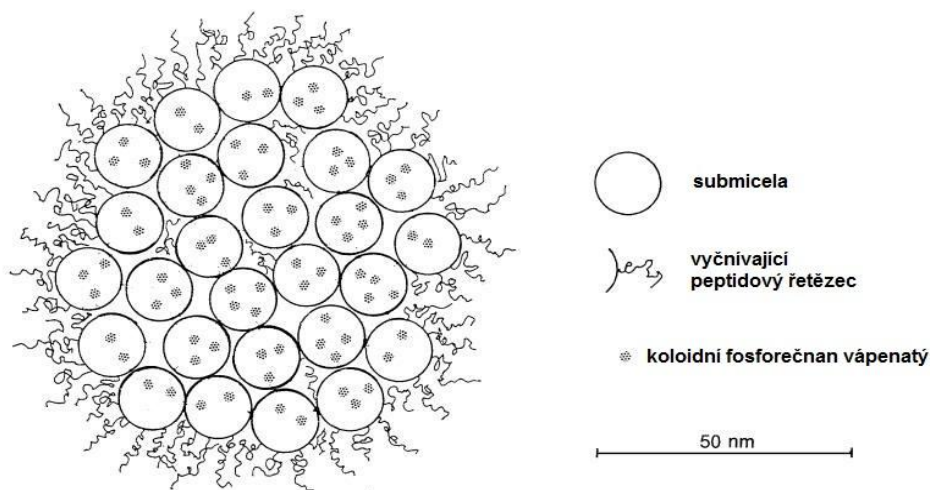 submicela
vyčnívající
peptidový řetězec
koloidní fosforečnan vápenatý
50 nm